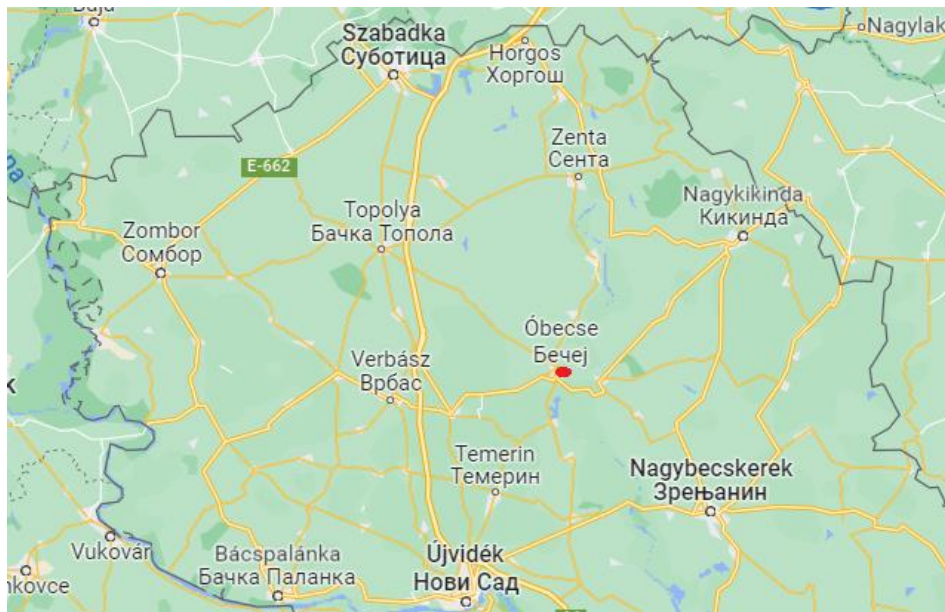 Baja
Szabadka
Суботица
Horgos
Хоргош
Nagylak
Zenta
Сента
E-662
Nagykikinda
Кикинда
Topolya
Бачка Топола
Zombor
Сомбор
Óbecse
Бечеј
Verbász
Врбас
Temerin
Темерин
Nagybecskerek
Зрењанин
Vukovár
nkovce
Bácspalánka
Бачка Паланка
Újvidék
Нови Сад